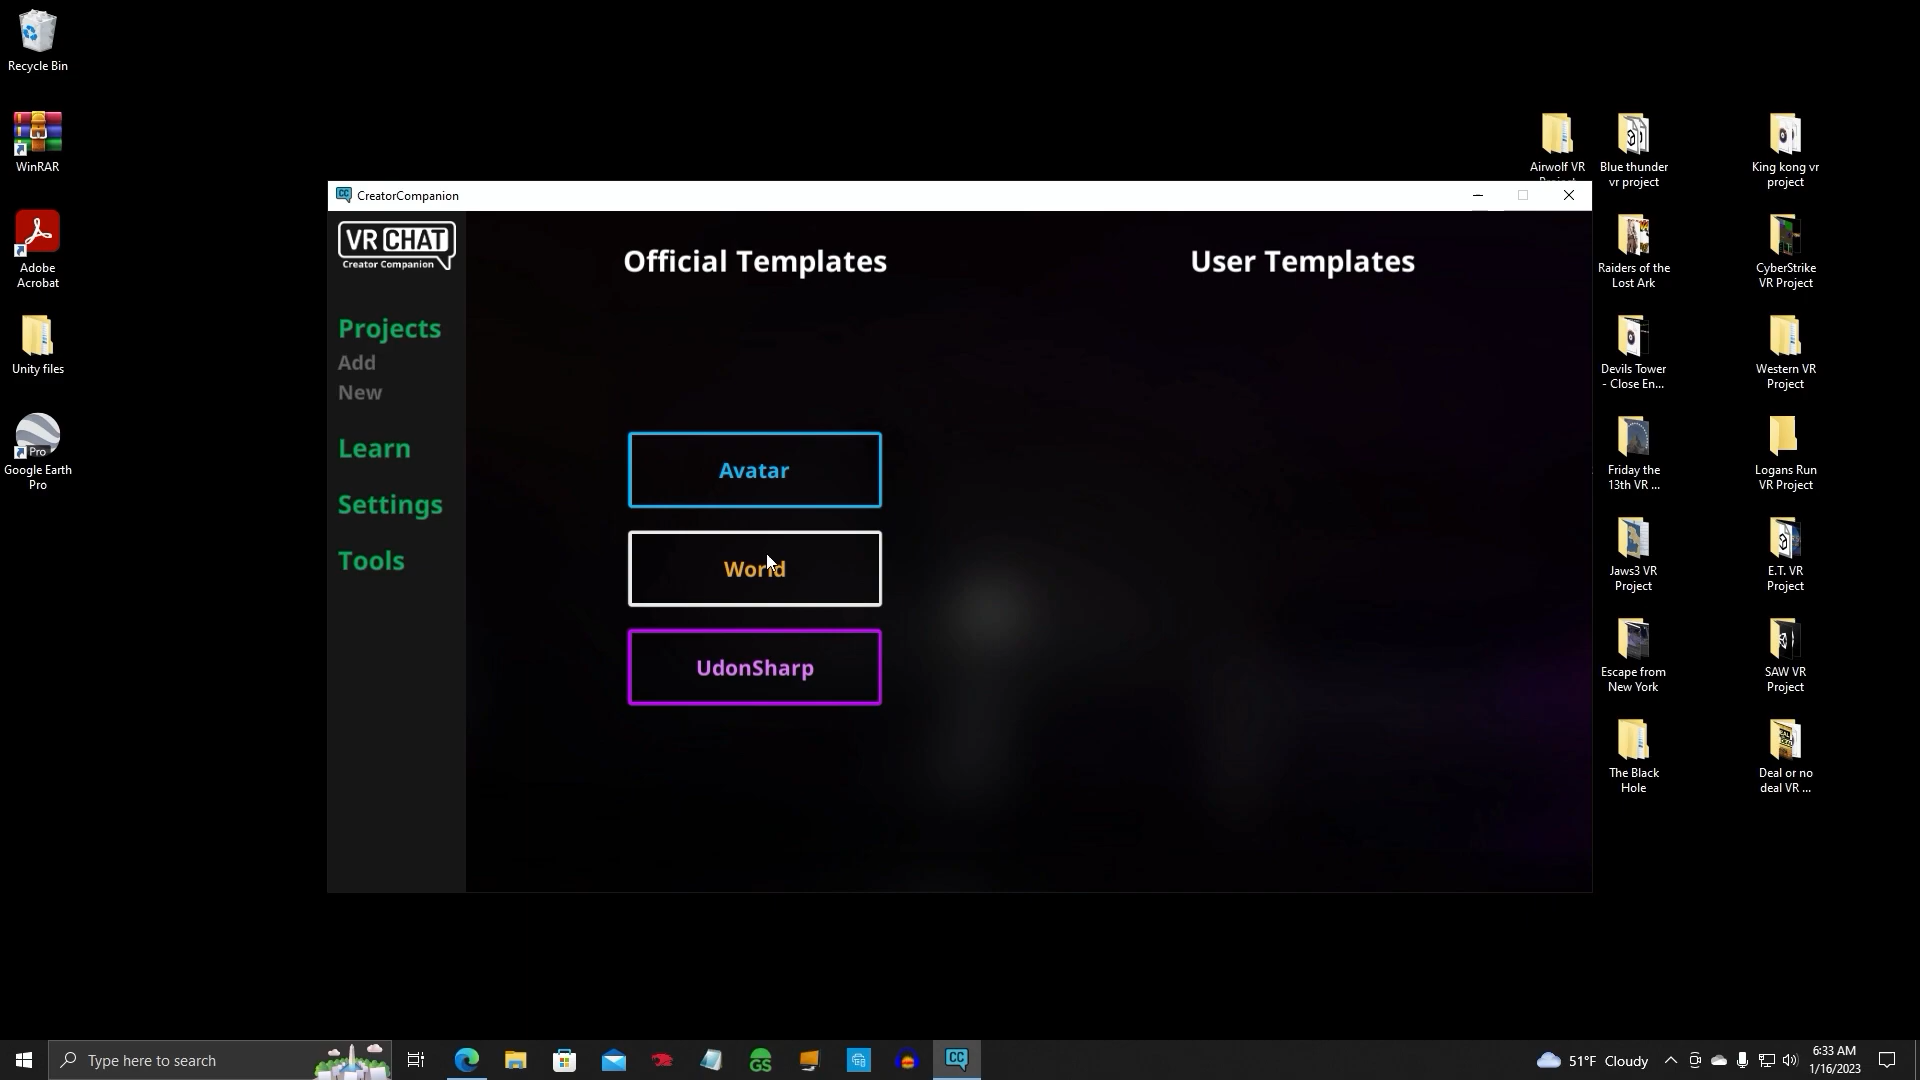 Recycle Bin
WinRAR
Adobe
Acrobat
Unity files
Pro
Google Earth
Pro
CreatorCompanion
VR CHAT
Creator Companion
Projects
Add
New
Learn
Settings
Tools
Official Templates
User Templates
Avatar
World
UdonSharp
Airwolf VR
Blue thunder
vr project
King kong vr
project
Raiders of the
Lost Ark
CyberStrike
VR Project
Devils Tower
- Close En...
Western VR
Project
Friday the
13th VR ...
Logans Run
VR Project
Jaws3 VR
Project
E.T. VR
Project
Escape from
New York
SAW VR
Project
The Black
Hole
Deal or no
deal VR ...
Type here to search
GS
CC
51°F Cloudy
6:33 AM
1/16/2023